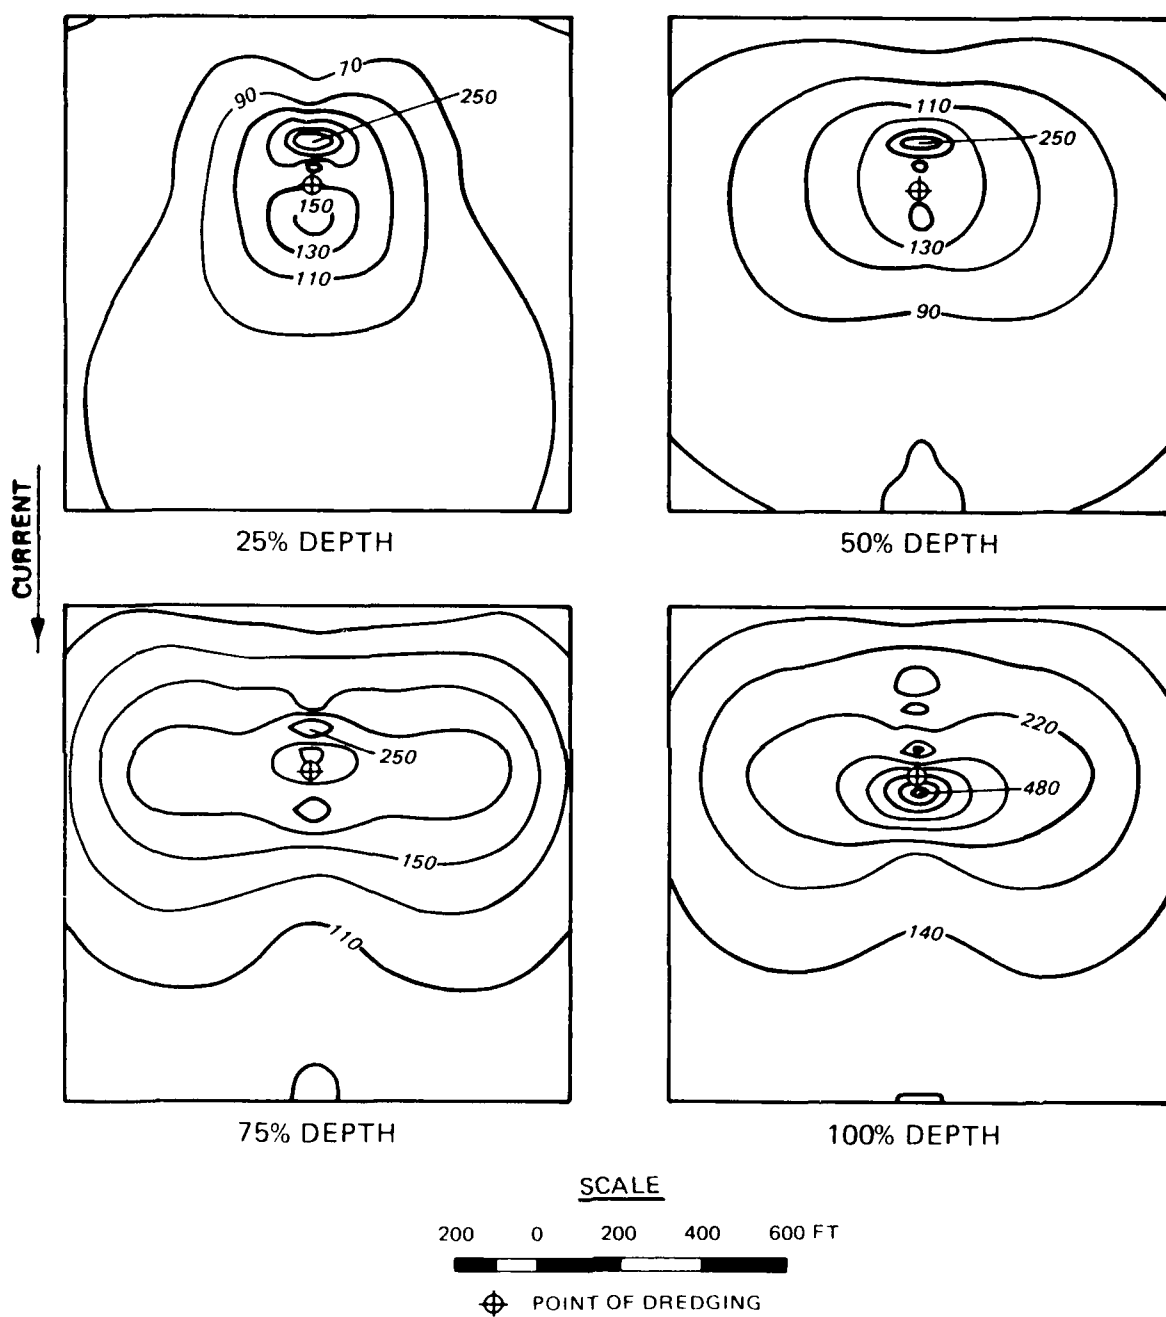 70
90
250
150
130
110
25% DEPTH
110
250
130
90
50% DEPTH
CURRENT
250
150
110
75% DEPTH
220
480
140
100% DEPTH
SCALE
200 0 200 400 600 FT
POINT OF DREDGING